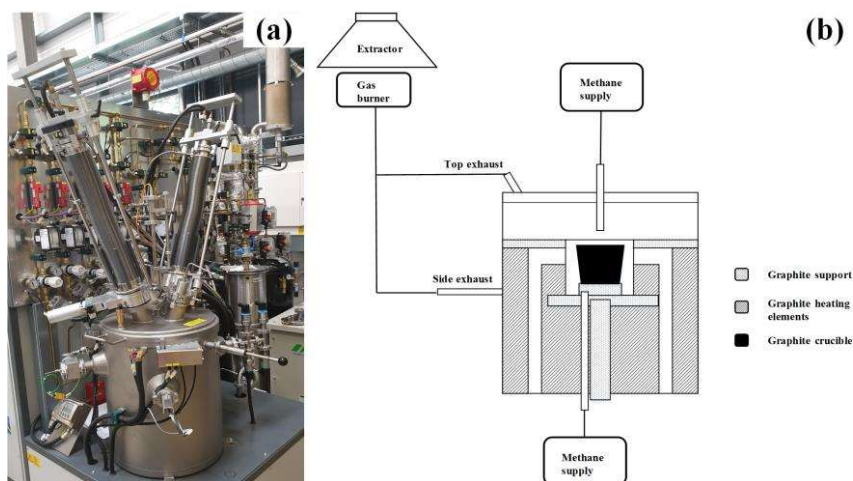 (a)
(b)
Extractor
Gas
burner
Methane
supply
Top exhaust
Side exhaust
Graphite support
Graphite heating
elements
Graphite crucible
Methane
supply